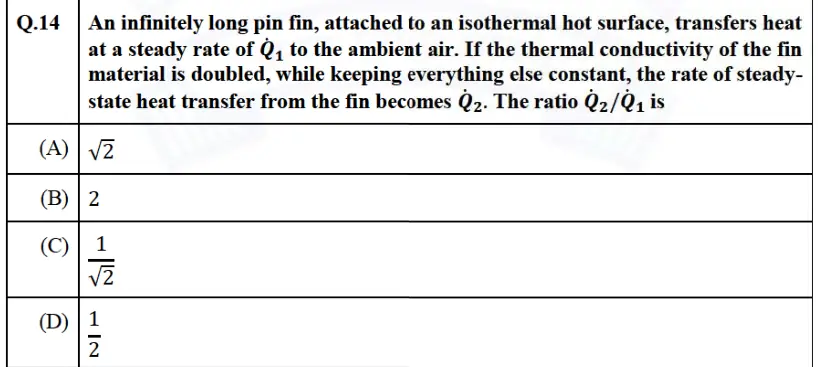 Q.14 An infinitely long pin fin, attached to an isothermal hot surface, transfers heat
at a steady rate of Q̇₁ to the ambient air. If the thermal conductivity of the fin
material is doubled, while keeping everything else constant, the rate of steady-
state heat transfer from the fin becomes Q̇₂. The ratio Q̇₂/Q̇₁ is
(A) √2
(B) 2
(C) 1/√2
(D) 1/2